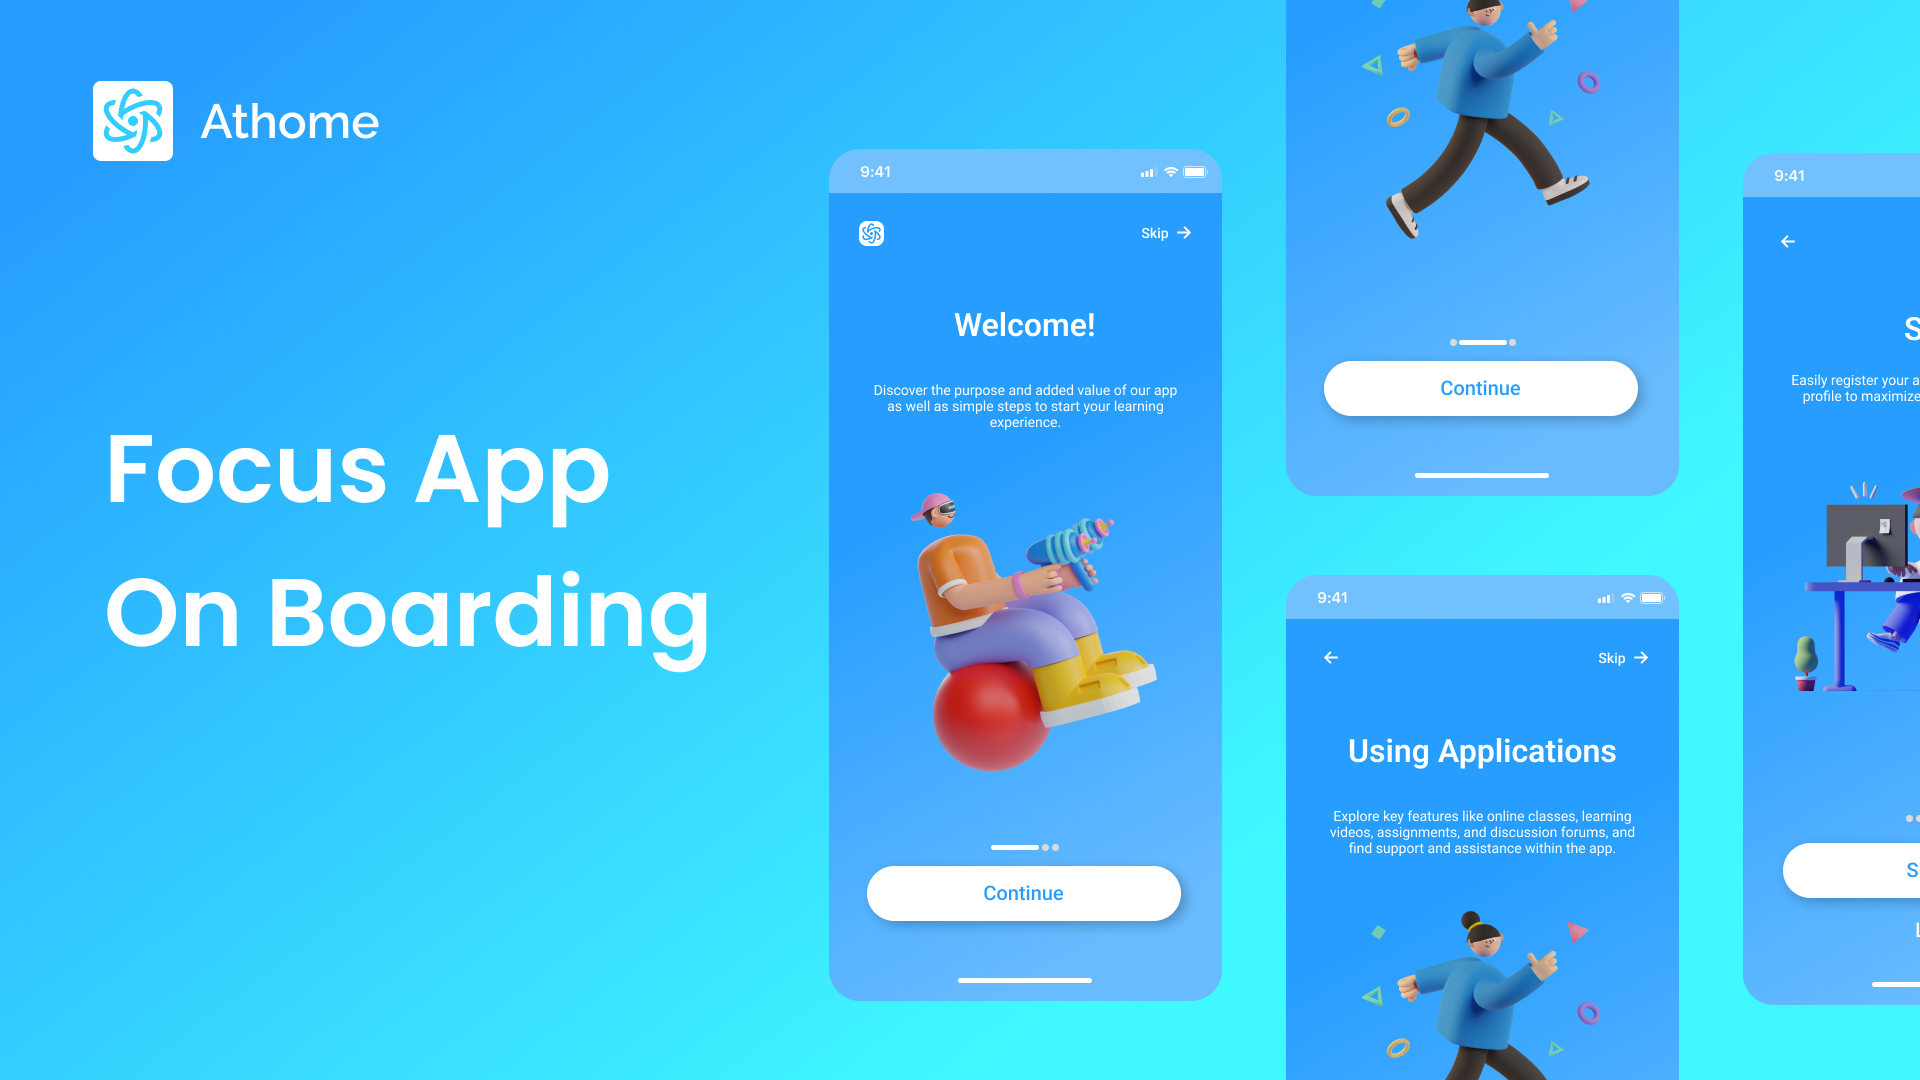 Athome
Focus App
On Boarding
9:41
Skip
Welcome!
Discover the purpose and added value of our app
as well as simple steps to start your learning
experience.
Continue
Continue
9:41
Skip
Using Applications
Explore key features like online classes, learning
videos, assignments, and discussion forums, and
find support and assistance within the app.
9:41
S
Easily register your a
profile to maximize
S
L